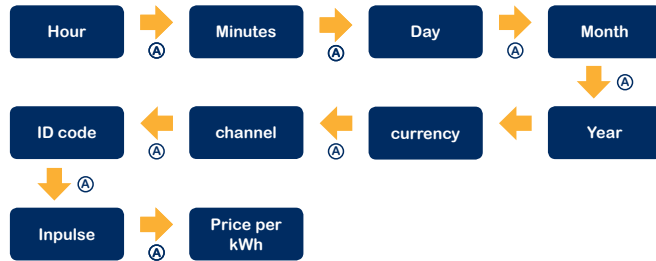 Hour
Minutes
Day
Month
Ⓐ
Ⓐ
Ⓐ
Ⓐ
ID code
channel
currency
Year
Ⓐ
Ⓐ
Ⓐ
Inpulse
Price per
kWh
Ⓐ